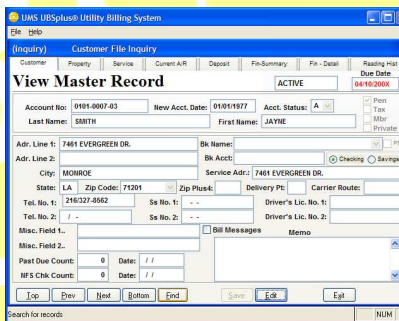 UMS UBSplus® Utility Billing System
File Help
(inquiry) Customer File Inquiry
Customer Property Service Current A/R Deposit Fin-Summary Fin - Detail Reading Hist
View Master Record ACTIVE Due Date 04/10/200X
Account No: 0101-0007-03 New Acct. Date: 01/01/1977 Acct. Status: A Pen
Tax
Last Name: SMITH First Name: JAYNE Mbr
Private
Adr. Line 1: 7461 EVERGREEN DR. Bk Name:
Adr. Line 2: Bk Acct: Checking Savings
City: MONROE Service Adr.: 7461 EVERGREEN DR.
State: LA Zip Code: 71201 Zip Plus4: Delivery Pt: Carrier Route:
Tel. No. 1: 216/327-8562 Ss No. 1: - - Driver's Lic. No. 1:
Tel. No. 2: / - Ss No. 2: - - Driver's Lic. No. 2:
Misc. Field 1.. Bill Messages Memo
Misc. Field 2..
Past Due Count: 0 Date: / /
NFS Chk Count: 0 Date: / /
Top Prev Next Bottom Find Save Edit Exit
Search for records NUM